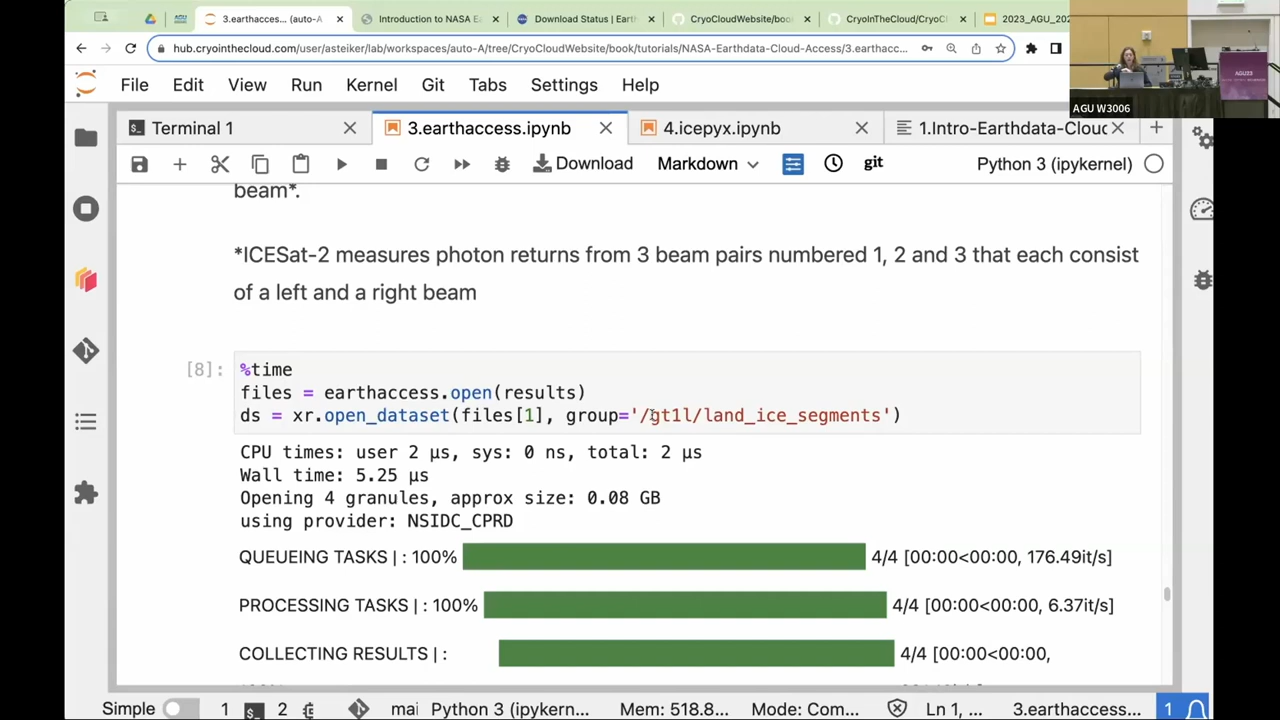 3.earthaccess... (auto-A
Introduction to NASA E
Download Status | Eart
CryoCloudWebsite/boo
CryoInTheCloud/CryoC
2023_AGU_202
hub.cryointhecloud.com/user/asteiker/lab/workspaces/auto-A/tree/CryoCloudWebsite/book/tutorials/NASA-Earthdata-Cloud-Access/3.earthacc...
AGU W3006
File Edit View Run Kernel Git Tabs Settings Help
Terminal 1
3.earthaccess.ipynb
4.icepyx.ipynb
1.Intro-Earthdata-Clouc
Download Markdown git Python 3 (ipykernel)
beam*.
*ICESat-2 measures photon returns from 3 beam pairs numbered 1, 2 and 3 that each consist
of a left and a right beam
[8]: %time
files = earthaccess.open(results)
ds = xr.open_dataset(files[1], group='/gt1l/land_ice_segments')
CPU times: user 2 µs, sys: 0 ns, total: 2 µs
Wall time: 5.25 µs
Opening 4 granules, approx size: 0.08 GB
using provider: NSIDC_CPRD
QUEUEING TASKS | : 100% 4/4 [00:00<00:00, 176.49it/s]
PROCESSING TASKS | : 100% 4/4 [00:00<00:00, 6.37it/s]
COLLECTING RESULTS | : 4/4 [00:00<00:00,
Simple 1 2 mai Python 3 (ipykern... Mem: 518.8... Mode: Com... Ln 1, ... 3.earthaccess... 1